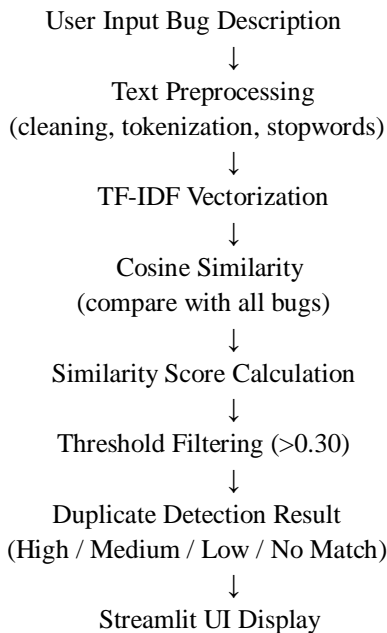 User Input Bug Description
↓
Text Preprocessing
(cleaning, tokenization, stopwords)
↓
TF-IDF Vectorization
↓
Cosine Similarity
(compare with all bugs)
↓
Similarity Score Calculation
↓
Threshold Filtering (>0.30)
↓
Duplicate Detection Result
(High / Medium / Low / No Match)
↓
Streamlit UI Display